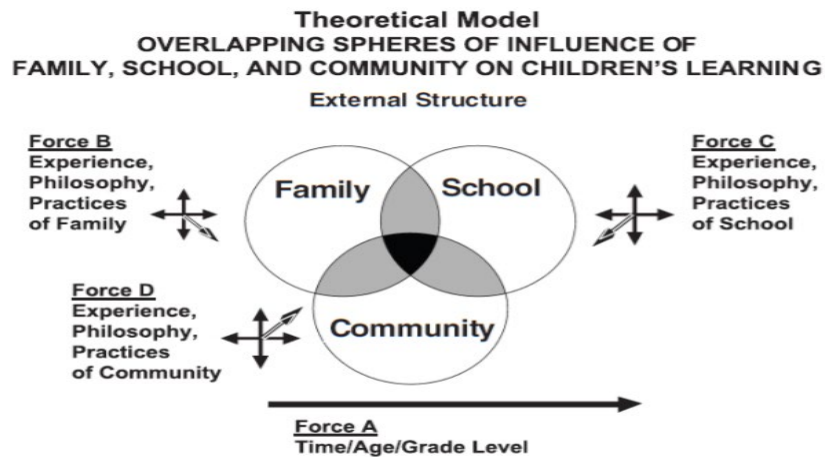 Theoretical Model
OVERLAPPING SPHERES OF INFLUENCE OF
FAMILY, SCHOOL, AND COMMUNITY ON CHILDREN'S LEARNING
External Structure
Force B
Experience,
Philosophy,
Practices
of Family
Family
School
Force C
Experience,
Philosophy,
Practices
of School
Force D
Experience,
Philosophy,
Practices
of Community
Community
Force A
Time/Age/Grade Level